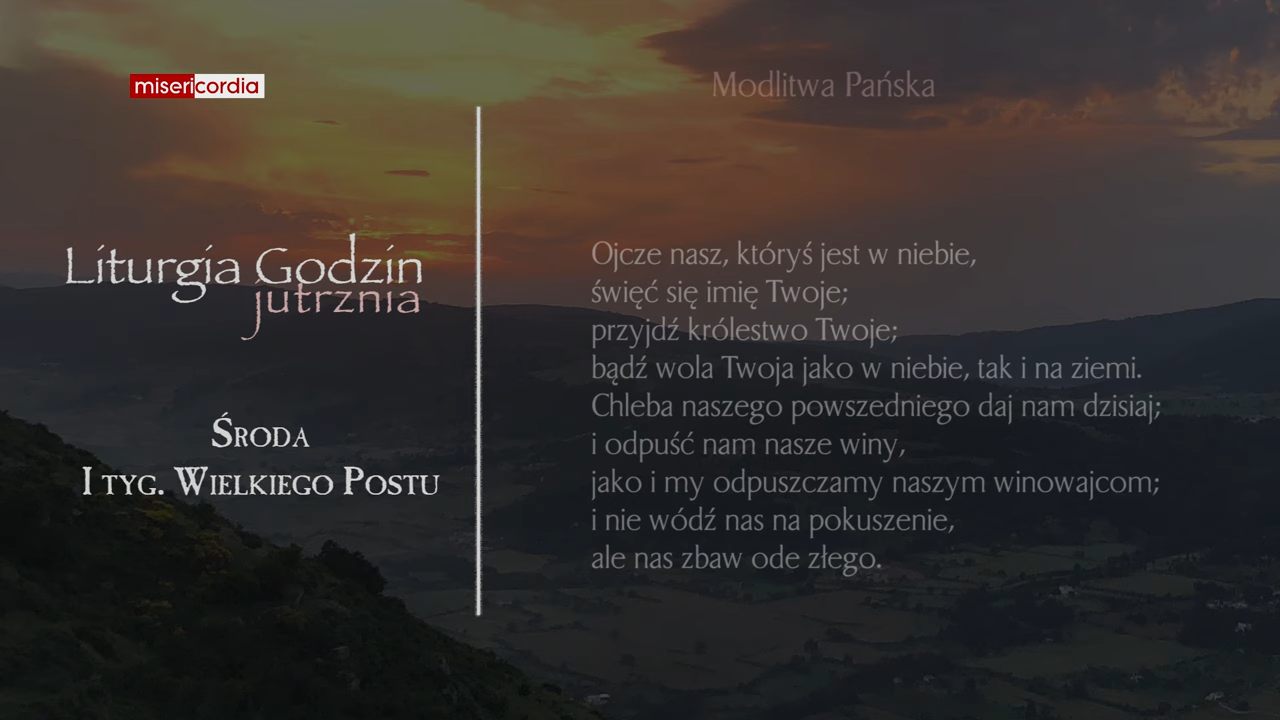 misericordia
Liturgia Godzin
jutrznia
Środa
I tyg. Wielkiego Postu
Modlitwa Pańska
Ojcze nasz, któryś jest w niebie,
święć się imię Twoje;
przyjdź królestwo Twoje;
bądź wola Twoja jako w niebie, tak i na ziemi.
Chleba naszego powszedniego daj nam dzisiaj;
i odpuść nam nasze winy,
jako i my odpuszczamy naszym winowajcom;
i nie wódź nas na pokuszenie,
ale nas zbaw ode złego.